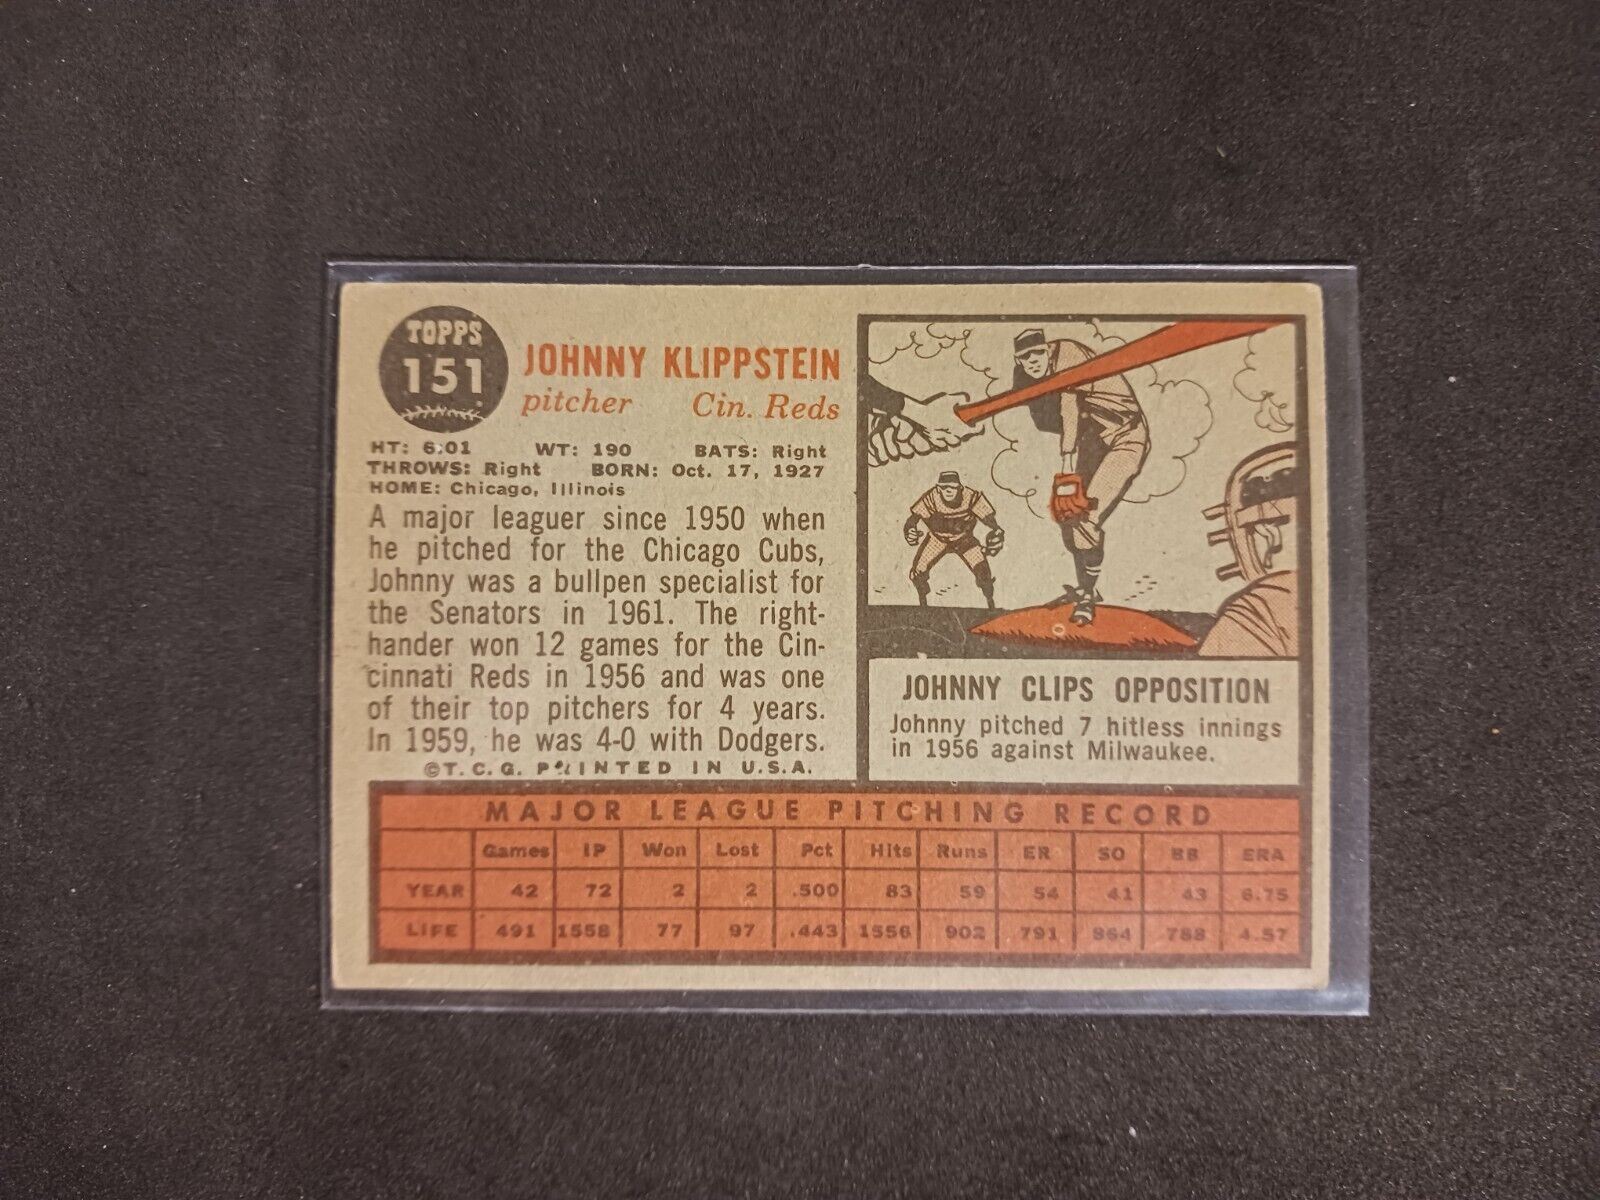 TOPPS
151
JOHNNY KLIPPSTEIN
pitcher Cin. Reds
HT: 6:01 WT: 190 BATS: Right
THROWS: Right BORN: Oct. 17, 1927
HOME: Chicago, Illinois
A major leaguer since 1950 when
he pitched for the Chicago Cubs,
Johnny was a bullpen specialist for
the Senators in 1961. The right-
hander won 12 games for the Cin-
cinnati Reds in 1956 and was one
of their top pitchers for 4 years.
In 1959, he was 4-0 with Dodgers.
©T.C.G. PRINTED IN U.S.A.
JOHNNY CLIPS OPPOSITION
Johnny pitched 7 hitless innings
in 1956 against Milwaukee.
MAJOR LEAGUE PITCHING RECORD
Games IP Won Lost Pct Hits Runs ER SO BB ERA
YEAR 42 72 2 2 .500 83 59 54 41 43 6.75
LIFE 491 1558 77 97 .443 1556 902 791 864 788 4.57